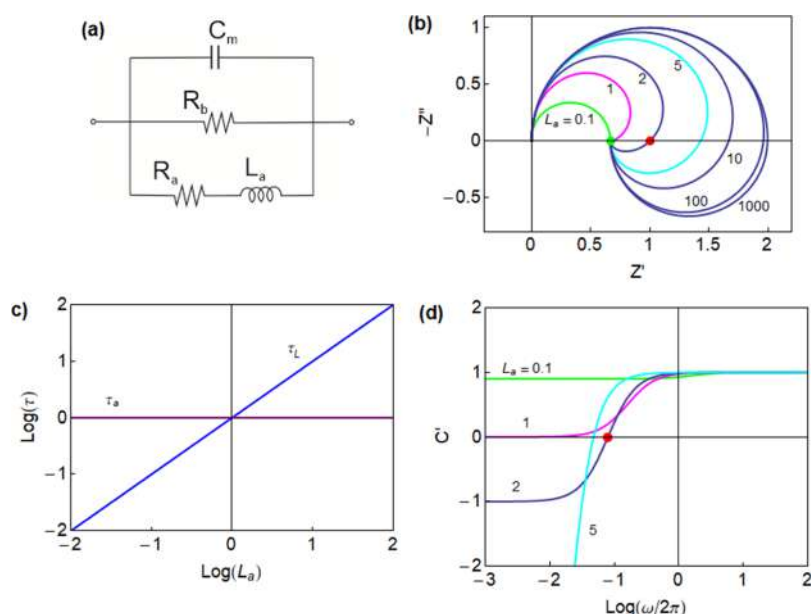 (a)
C_m
R_b
R_a
L_a
(b)
−Z''
1
0.5
0
−0.5
0
0.5
1
1.5
2
Z'
L_a = 0.1
1
2
5
10
100
1000
c)
Log(τ)
2
1
0
−1
−2
−2
−1
0
1
2
Log(L_a)
τ_a
τ_L
(d)
C'
2
1
0
−1
−2
−3
−2
−1
0
1
2
Log(ω/2π)
L_a = 0.1
1
2
5